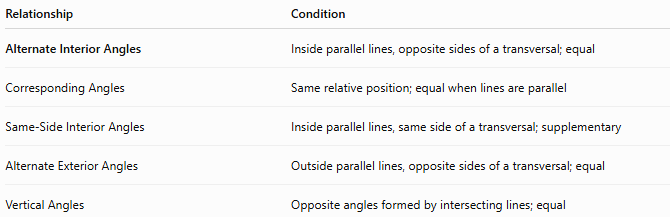 Relationship Condition
Alternate Interior Angles Inside parallel lines, opposite sides of a transversal; equal
Corresponding Angles Same relative position; equal when lines are parallel
Same-Side Interior Angles Inside parallel lines, same side of a transversal; supplementary
Alternate Exterior Angles Outside parallel lines, opposite sides of a transversal; equal
Vertical Angles Opposite angles formed by intersecting lines; equal